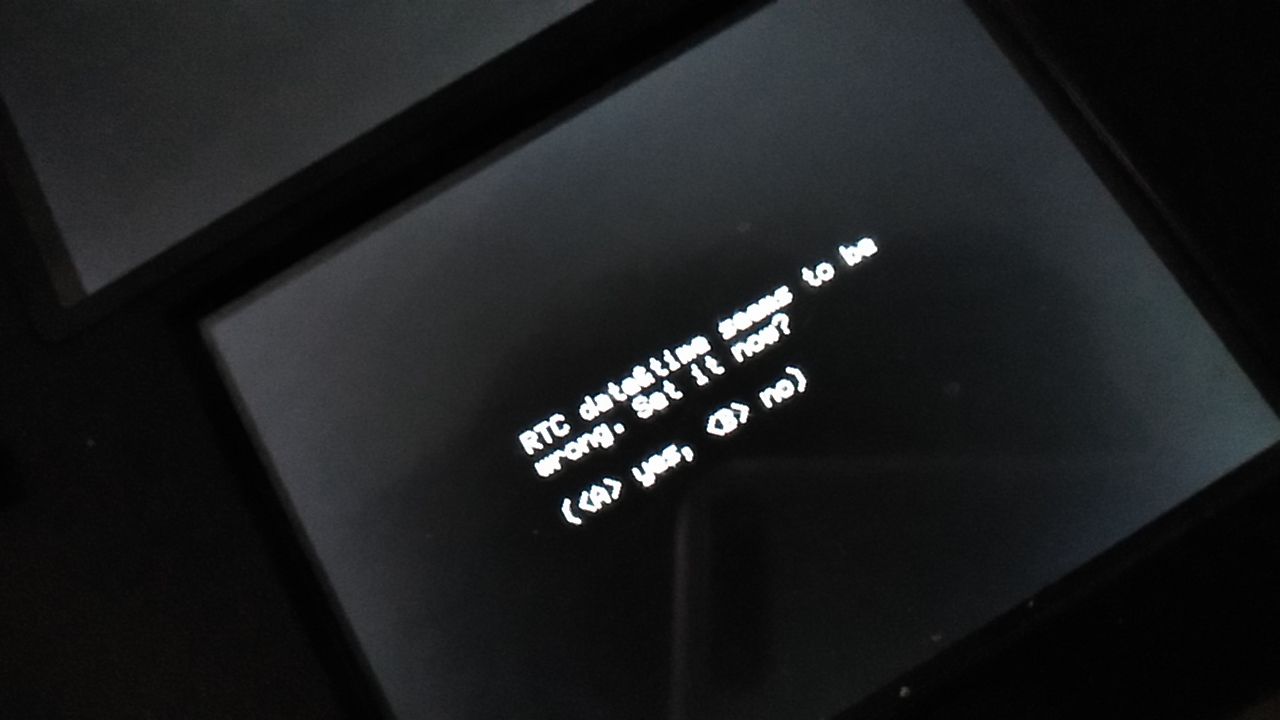 RTC date&time seems to be
wrong. Set it now?
(<A> yes, <B> no)